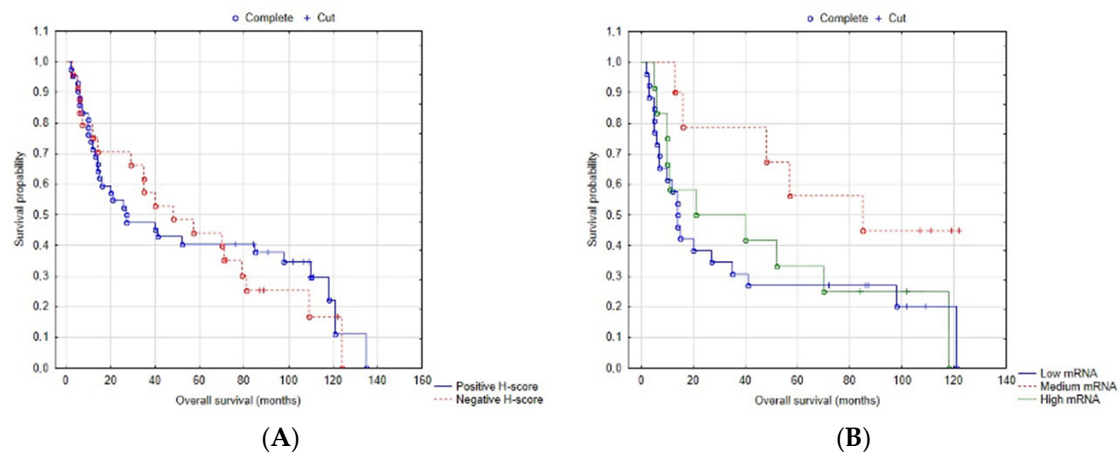 Complete + Cut
1,1
1,0
0,9
0,8
0,7
0,6
0,5
0,4
0,3
0,2
0,1
0,0
Survival propability
0 20 40 60 80 100 120 140 160
Overall survival (months)
Positive H-score
Negative H-score
(A)
Complete + Cut
1,1
1,0
0,9
0,8
0,7
0,6
0,5
0,4
0,3
0,2
0,1
0,0
Survival probability
0 20 40 60 80 100 120 140
Overall survival (months)
Low mRNA
Medium mRNA
High mRNA
(B)